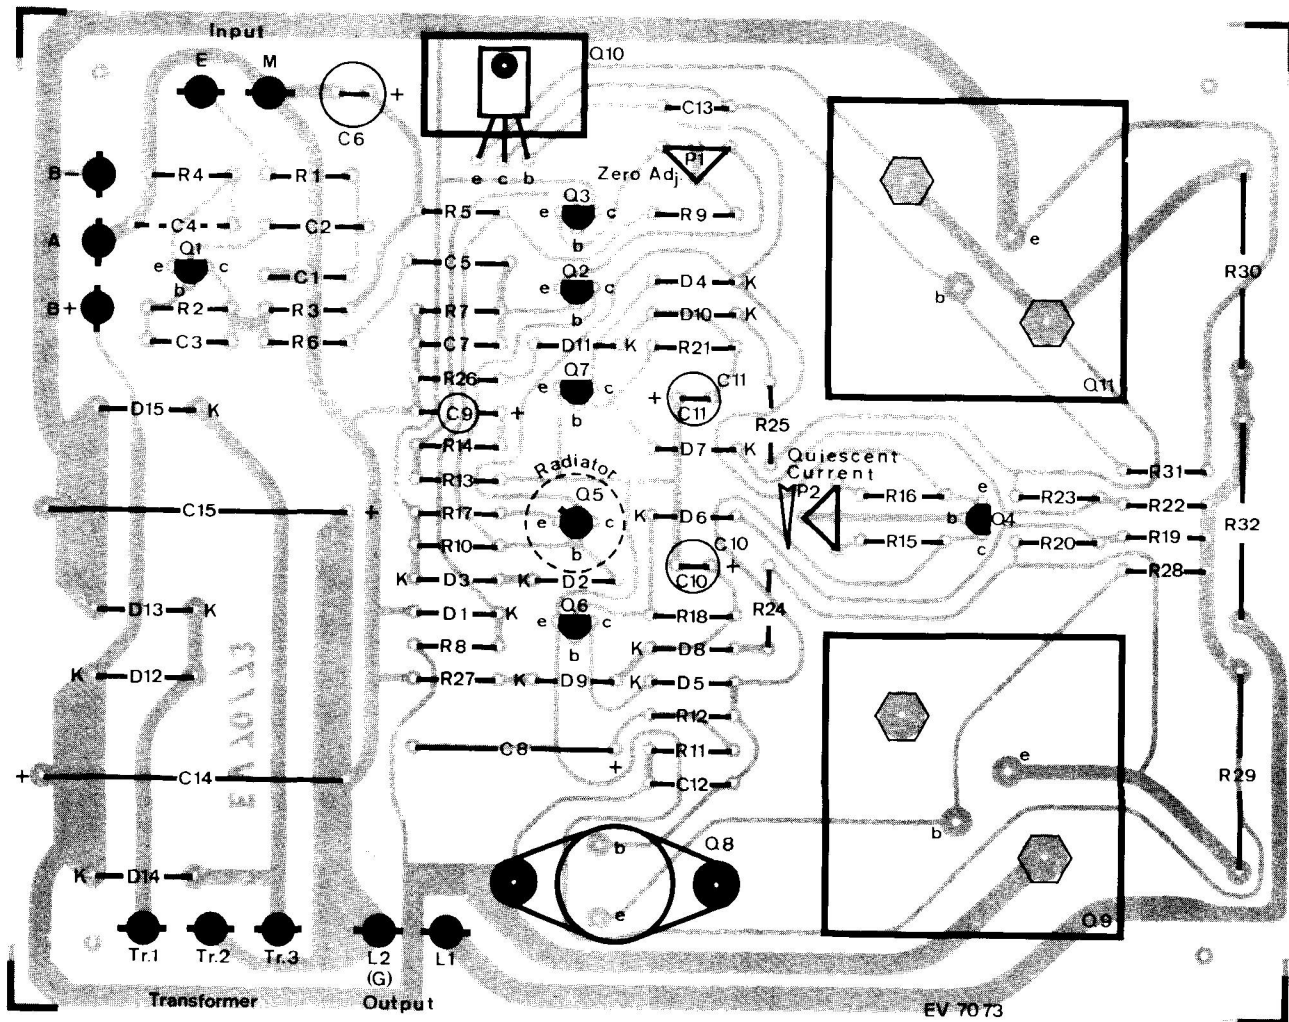 Input
E M
Q10
+
C6
C13
P1
Zero Adj.
e c b
B-
R4
R1
A
C4
C2
Q1
e c
b
C1
B+
R2
R3
C3
R6
R5
Q3
e c
b
R9
C5
Q2
e c
b
D4 K
R7
D10 K
C7
D11 K
R21
R26
Q7
e c
b
C11
+ C11
C9 +
R25
R14
D7 K
Radiator
Quiescent
Current
P2
R13
Q5
e c
b
R16
e
b Q4
c
R23
R31
R22
R17
K D6
R15
R20
R19
R10
C10
C10 +
R28
K D3 K D2
D1 K
Q6
e c
b
R18
R24
R8
K D8
R27 K D9 K D5
R12
C8
+
R11
C12
Q8
b
e
e
b
Q11
R30
R32
e
b
Q9
R29
D15 K
C15 +
D13 K
K D12
EV 7073
+ C14
K D14
Tr.1 Tr.2 Tr.3
L2
(G)
L1
Transformer
Output
EV 7073